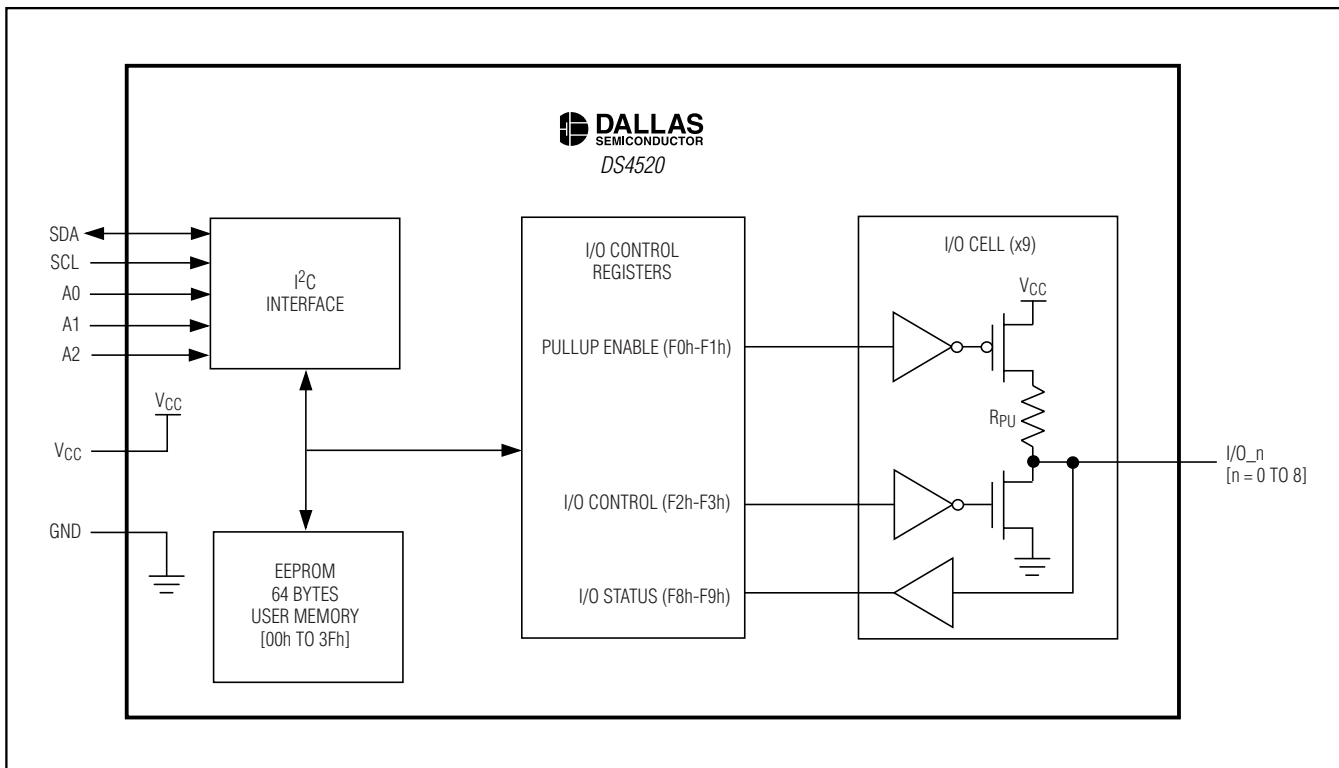 DALLAS
SEMICONDUCTOR
DS4520
SDA
SCL
A0
A1
A2
I²C
INTERFACE
VCC
VCC
GND
EEPROM
64 BYTES
USER MEMORY
[00h TO 3Fh]
I/O CONTROL
REGISTERS
PULLUP ENABLE (F0h-F1h)
I/O CONTROL (F2h-F3h)
I/O STATUS (F8h-F9h)
I/O CELL (x9)
VCC
RPU
I/O_n
[n = 0 TO 8]